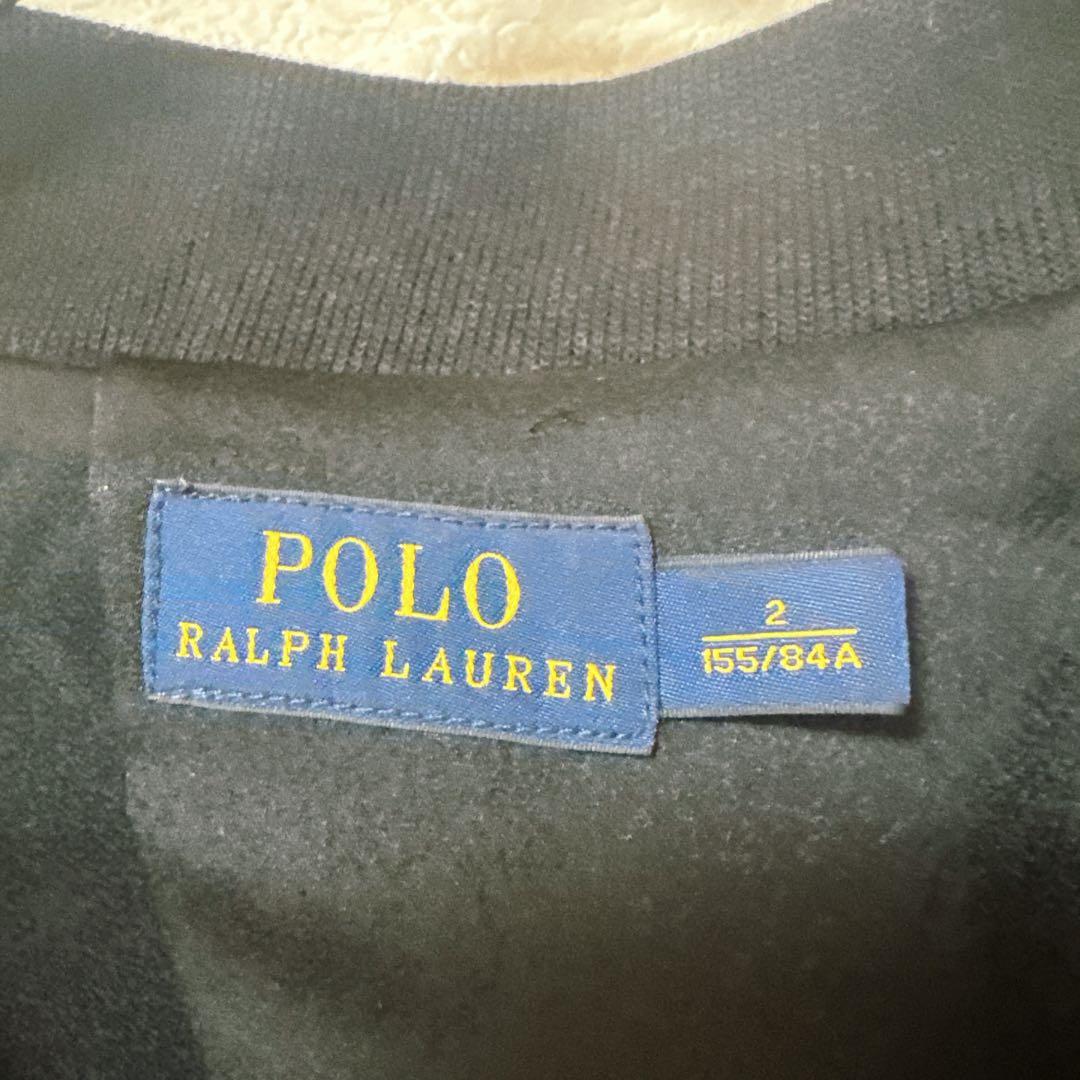 POLO
RALPH LAUREN
2
155/84A